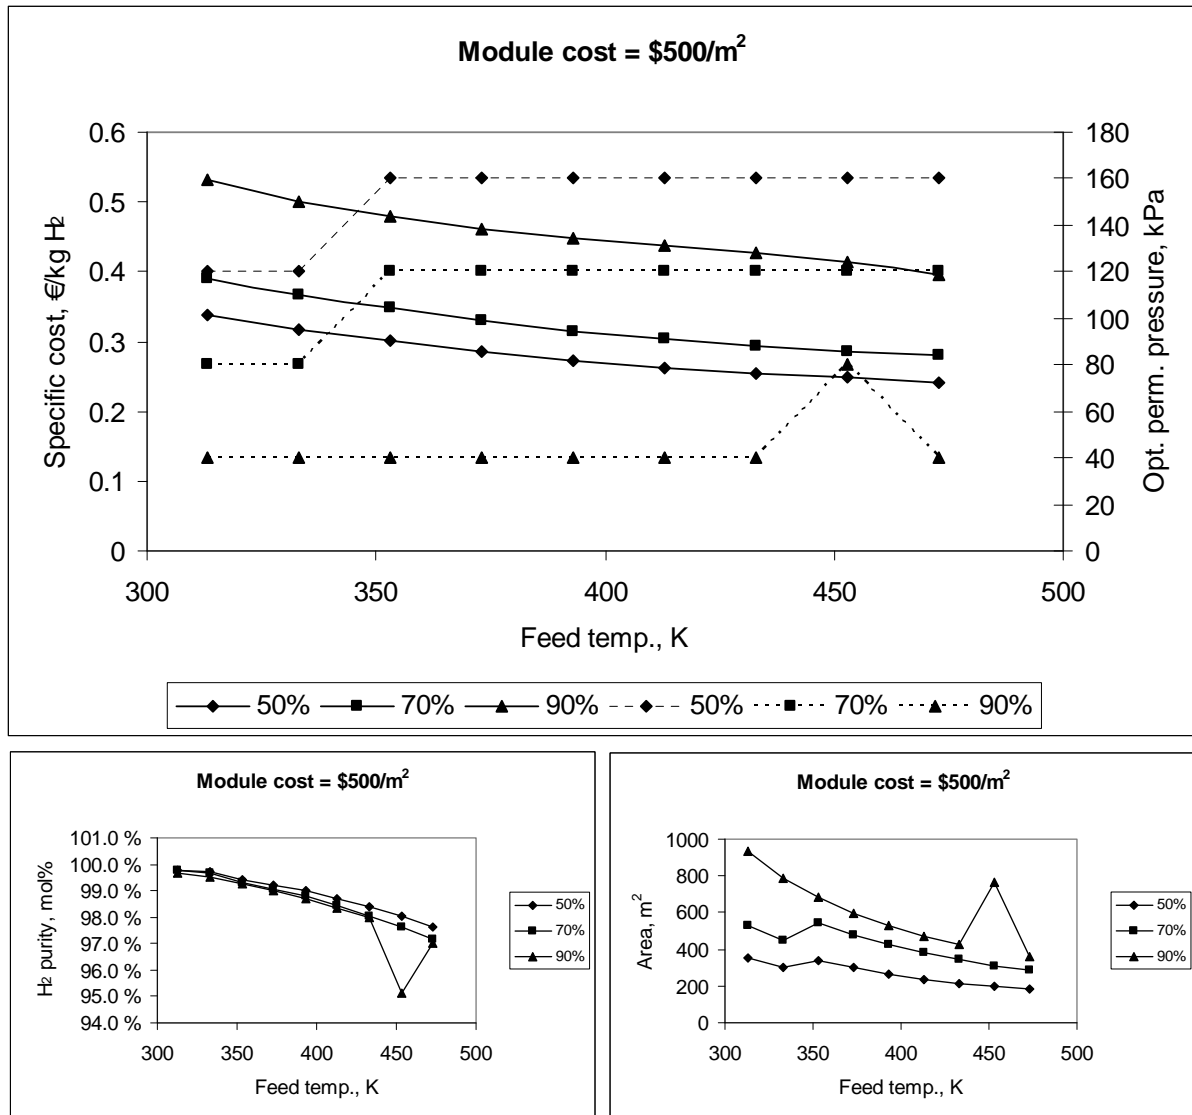 Module cost = $500/m²
0.6
0.5
0.4
0.3
0.2
0.1
0
Specific cost, €/kg H₂
180
160
140
120
100
80
60
40
20
0
Opt. perm. pressure, kPa
300 350 400 450 500
Feed temp., K
50% 70% 90% 50% 70% 90%
Module cost = $500/m²
101.0 %
100.0 %
99.0 %
98.0 %
97.0 %
96.0 %
95.0 %
94.0 %
H₂ purity, mol%
300 350 400 450 500
Feed temp., K
50%
70%
90%
Module cost = $500/m²
1000
800
600
400
200
0
Area, m²
300 350 400 450 500
Feed temp., K
50%
70%
90%